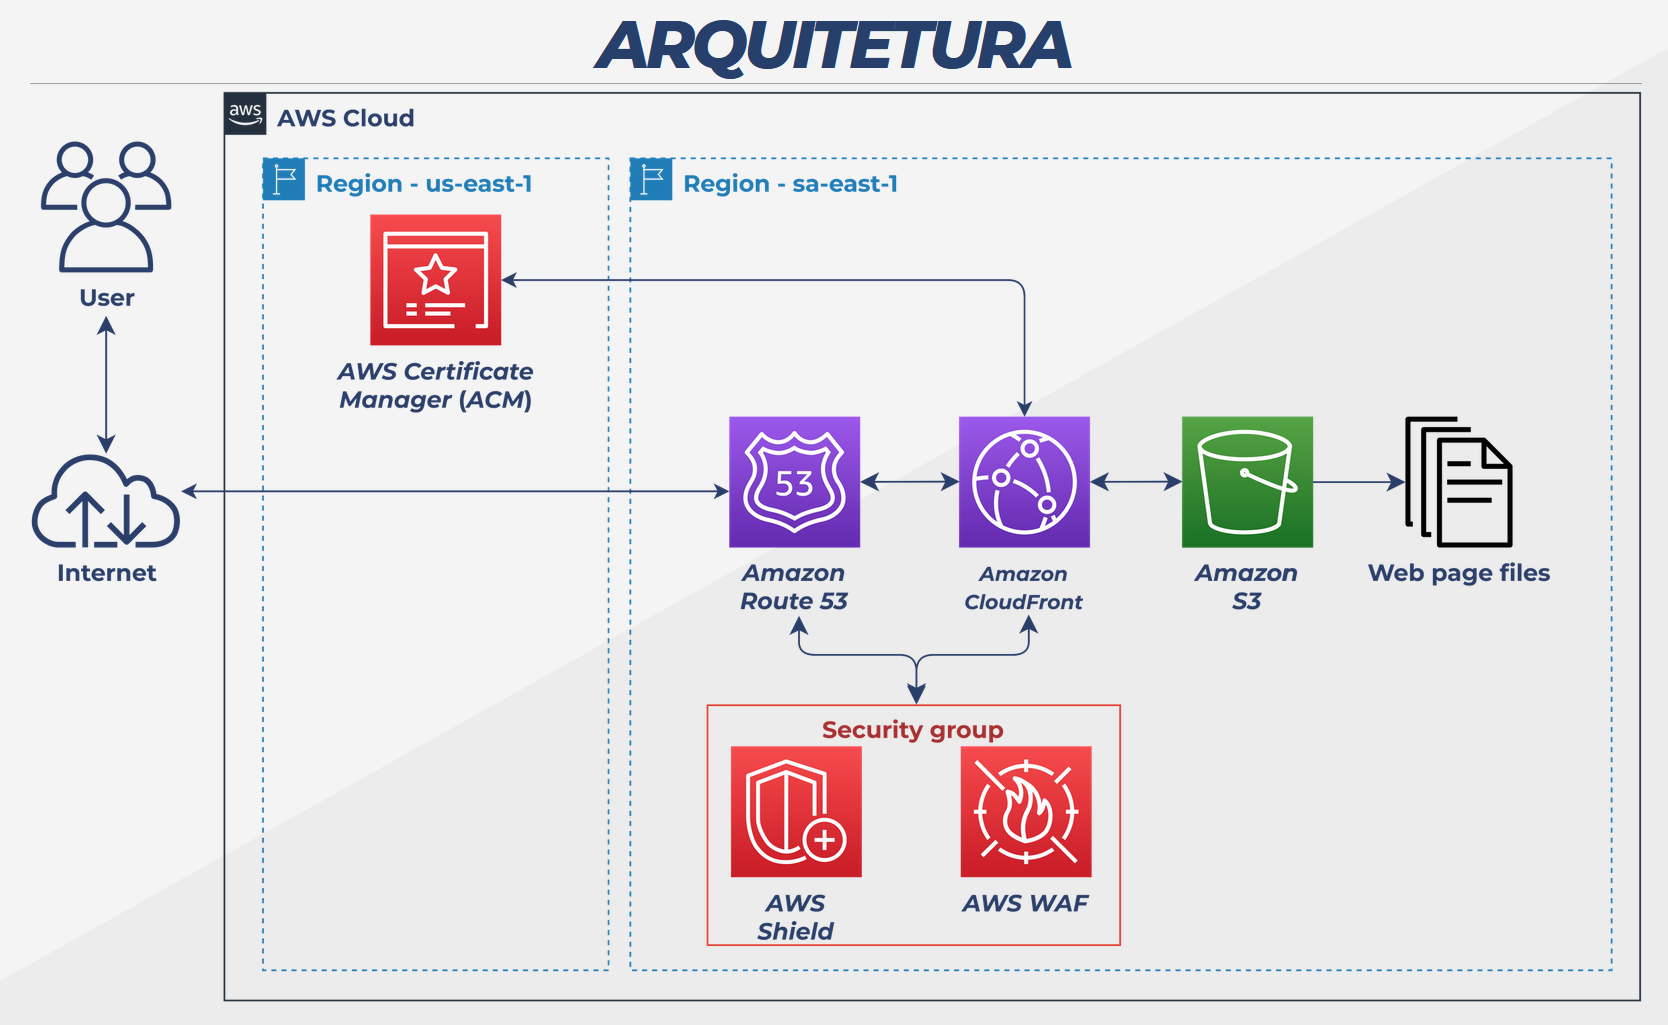 ARQUITETURA
aws
AWS Cloud
Region - us-east-1
Region - sa-east-1
User
AWS Certificate
Manager (ACM)
53
Internet
Amazon
Route 53
Amazon
CloudFront
Amazon
S3
Web page files
Security group
AWS
Shield
AWS WAF